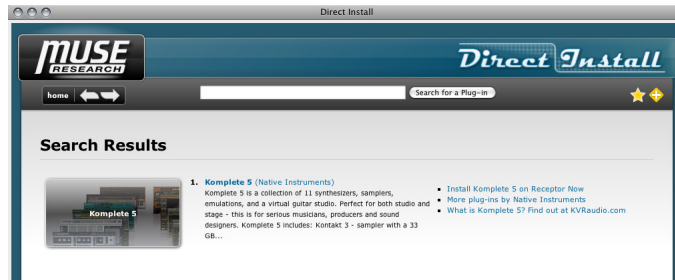 Direct Install
MUSE
RESEARCH
Direct Install
home
Search for a Plug-in
Search Results
Komplete 5
1. Komplete 5 (Native Instruments)
Komplete 5 is a collection of 11 synthesizers, samplers,
emulations, and a virtual guitar studio. Perfect for both studio and
stage - this is for serious musicians, producers and sound
designers. Komplete 5 includes: Kontakt 3 - sampler with a 33
GB...
Install Komplete 5 on Receptor Now
More plug-ins by Native Instruments
What is Komplete 5? Find out at KVRaudio.com